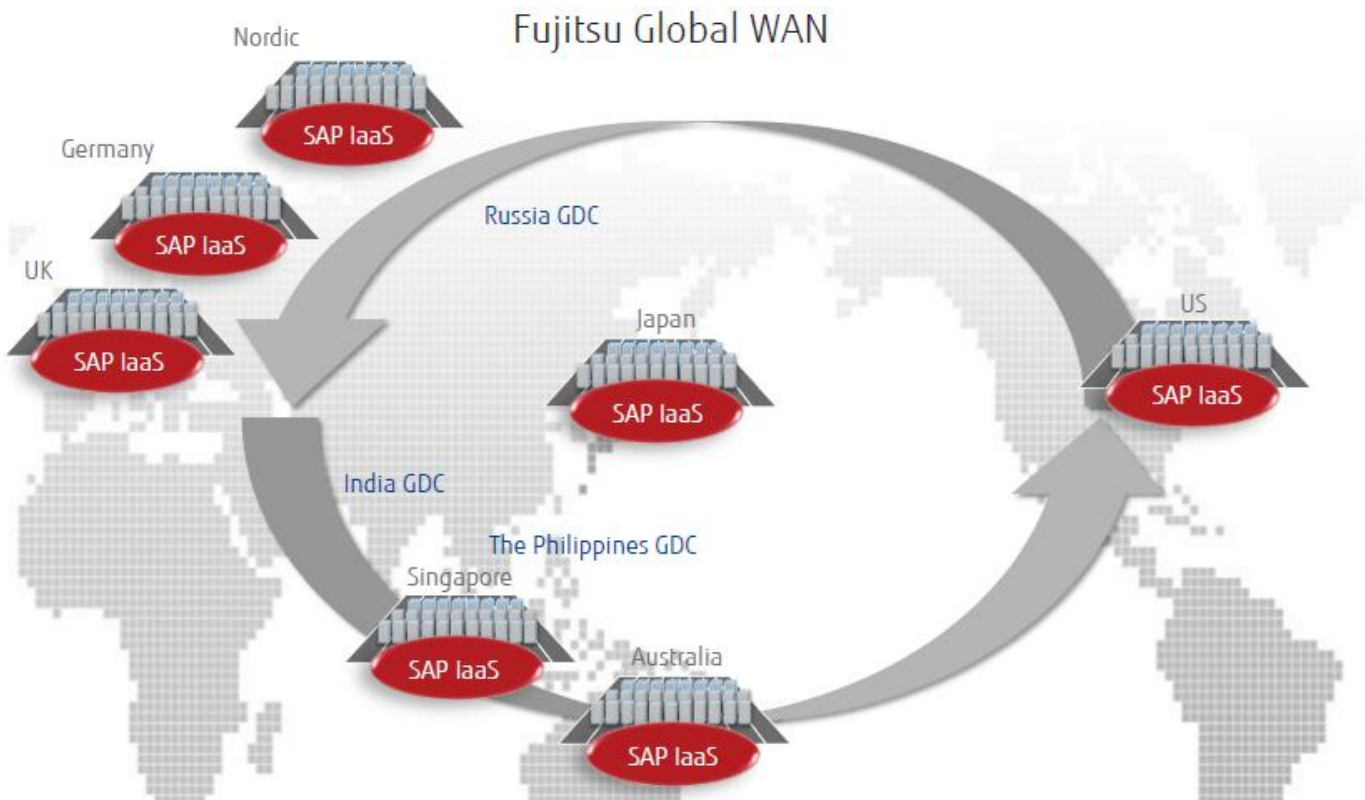 Fujitsu Global WAN
Nordic
SAP IaaS
Germany
SAP IaaS
Russia GDC
UK
SAP IaaS
Japan
SAP IaaS
US
SAP IaaS
India GDC
The Philippines GDC
Singapore
SAP IaaS
Australia
SAP IaaS